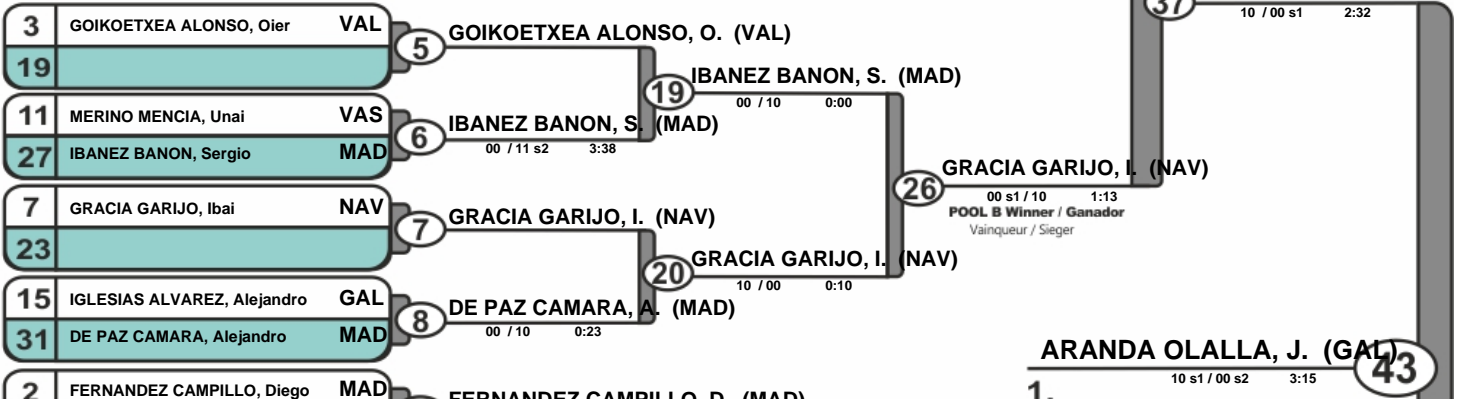 3 GOIKOETXEA ALONSO, Oier VAL
19
5 GOIKOETXEA ALONSO, O. (VAL)
11 MERINO MENCIA, Unai VAS
27 IBANEZ BANON, Sergio MAD
6 IBANEZ BANON, S. (MAD)
00 / 11 s2 3:38
19 IBANEZ BANON, S. (MAD)
00 / 10 0:00
7 GRACIA GARIJO, Ibai NAV
23
7 GRACIA GARIJO, I. (NAV)
15 IGLESIAS ALVAREZ, Alejandro GAL
31 DE PAZ CAMARA, Alejandro MAD
8 DE PAZ CAMARA, A. (MAD)
00 / 10 0:23
20 GRACIA GARIJO, I. (NAV)
10 / 00 0:10
26 GRACIA GARIJO, I. (NAV)
00 s1 / 10 1:13
POOL B Winner / Ganador
Vainqueur / Sieger
37
10 / 00 s1 2:32
2 FERNANDEZ CAMPILLO, Diego MAD
FERNANDEZ CAMPILLO, D. (MAD)
ARANDA OLALLA, J. (GAL)
43
10 s1 / 00 s2 3:15
1.